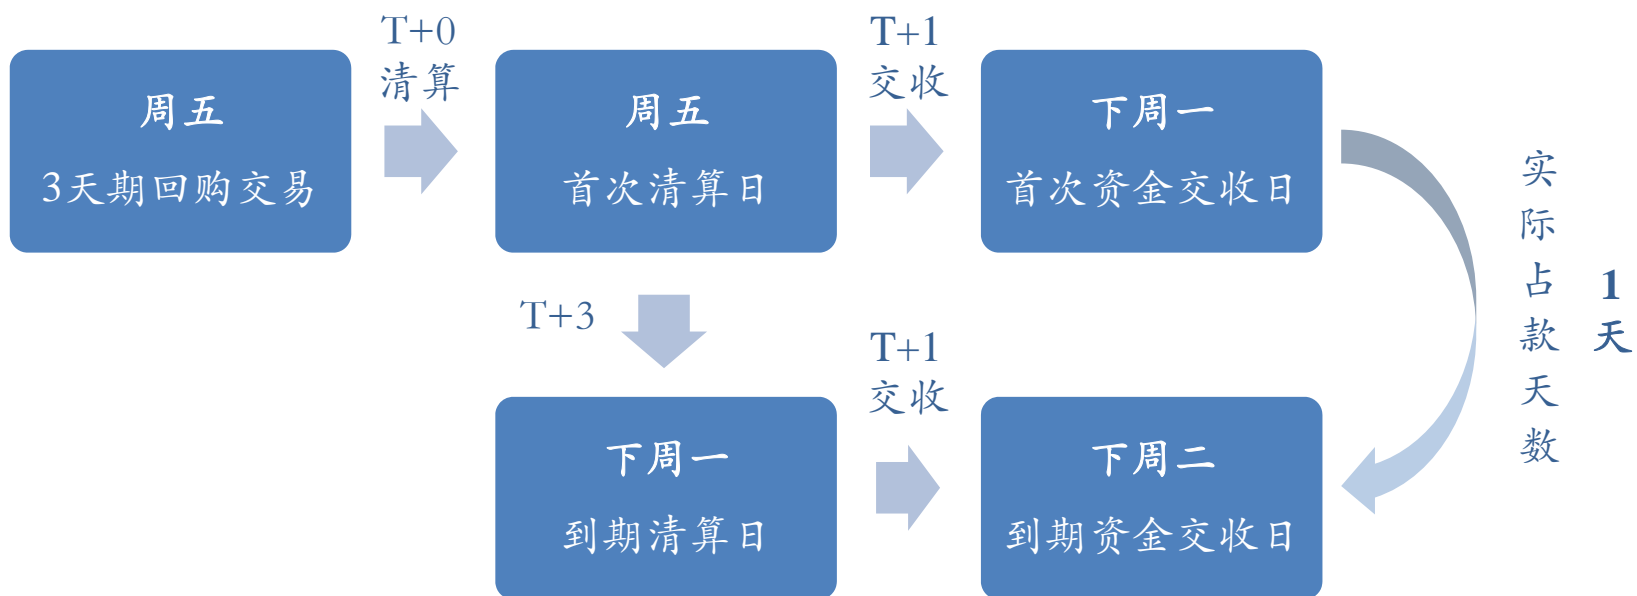 T+0
清算
T+1
交收
周五
3天期回购交易
周五
首次清算日
下周一
首次资金交收日
T+3
T+1
交收
下周一
到期清算日
下周二
到期资金交收日
实际占款天数
1天